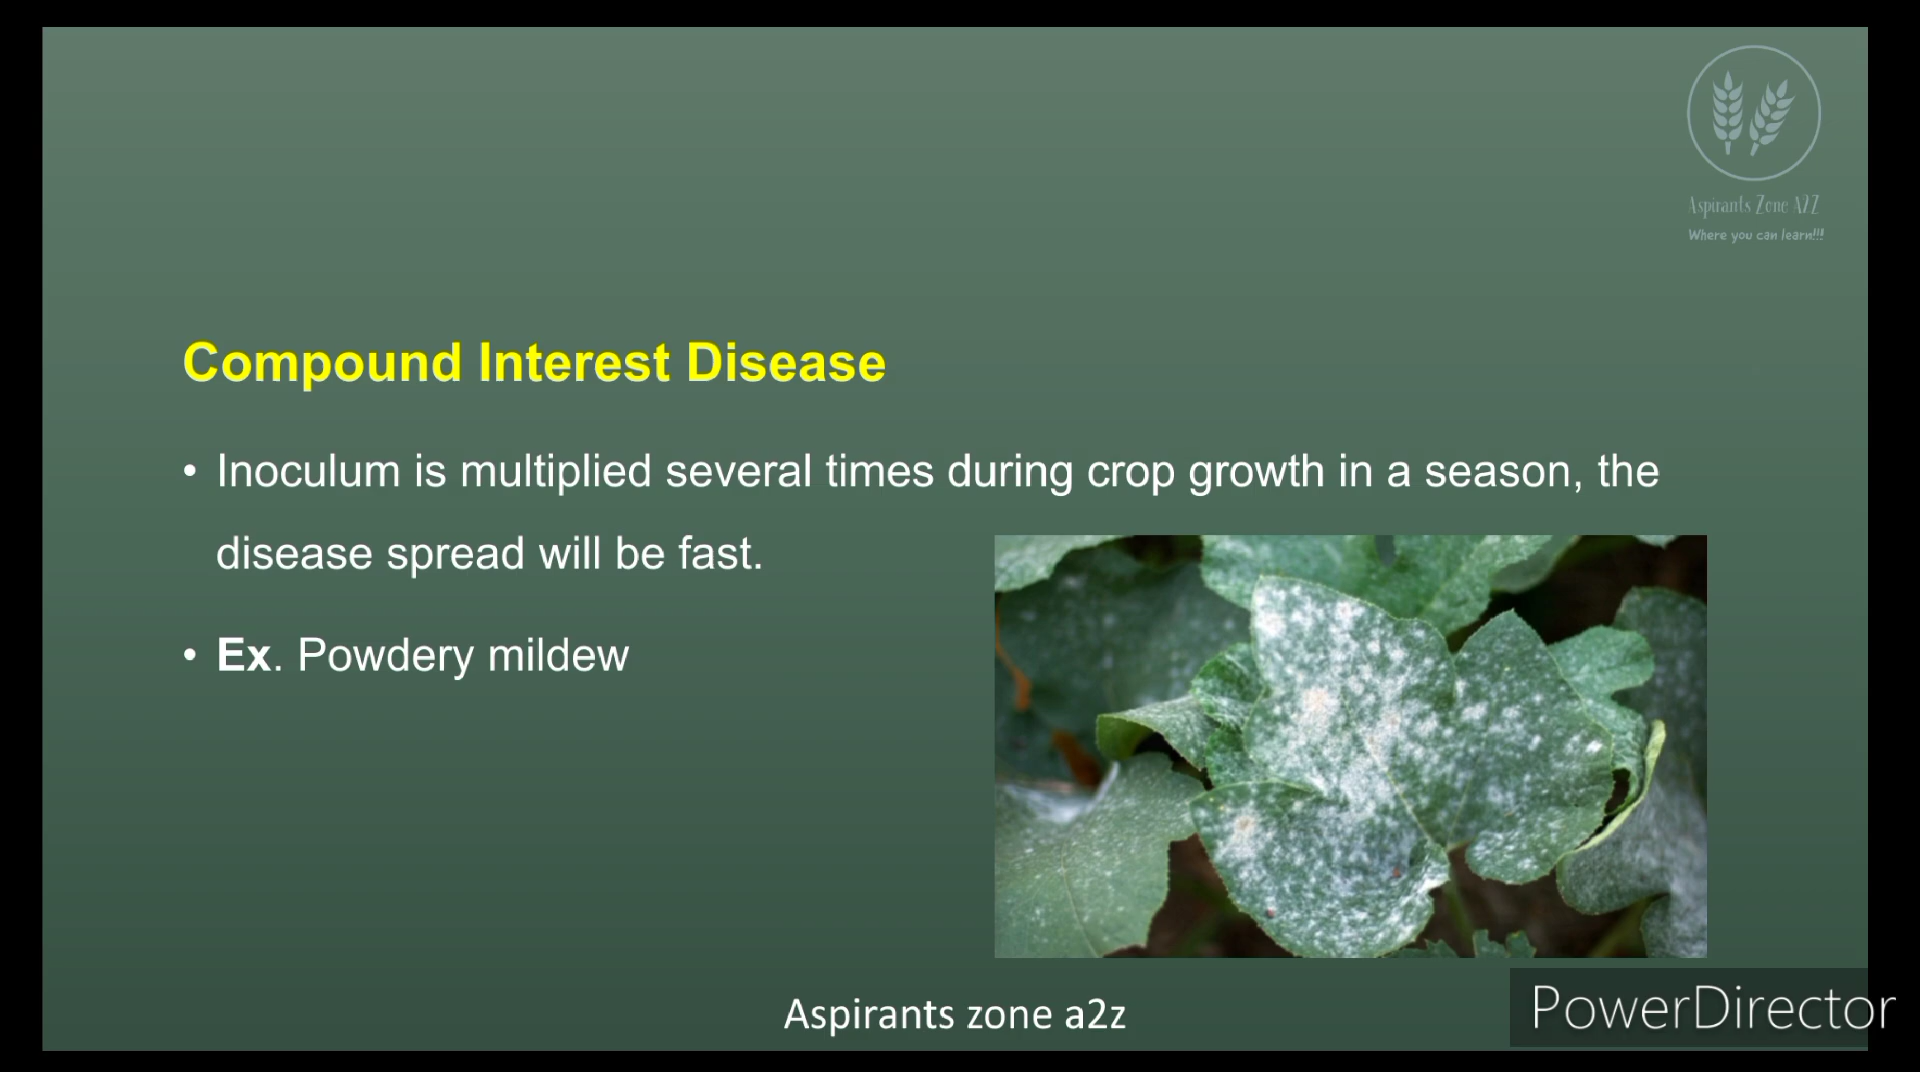 Aspirants Zone A2Z
Where you can learn!!!
Compound Interest Disease
• Inoculum is multiplied several times during crop growth in a season, the
disease spread will be fast.
• Ex. Powdery mildew
Aspirants zone a2z
PowerDirector